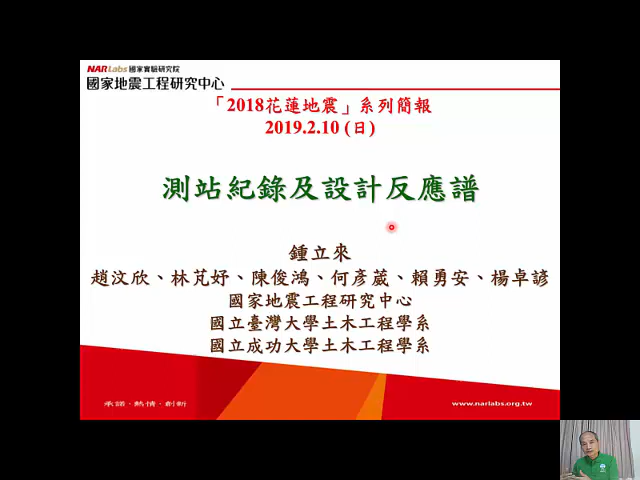 NARLabs 國家實驗研究院
國家地震工程研究中心
「2018花蓮地震」系列簡報
2019.2.10 (日)
測站紀錄及設計反應譜
鍾立來
趙汶欣、林芃妤、陳俊鴻、何彥葳、賴勇安、楊卓諺
國家地震工程研究中心
國立臺灣大學土木工程學系
國立成功大學土木工程學系
承諾·熱情·創新
www.narlabs.org.tw